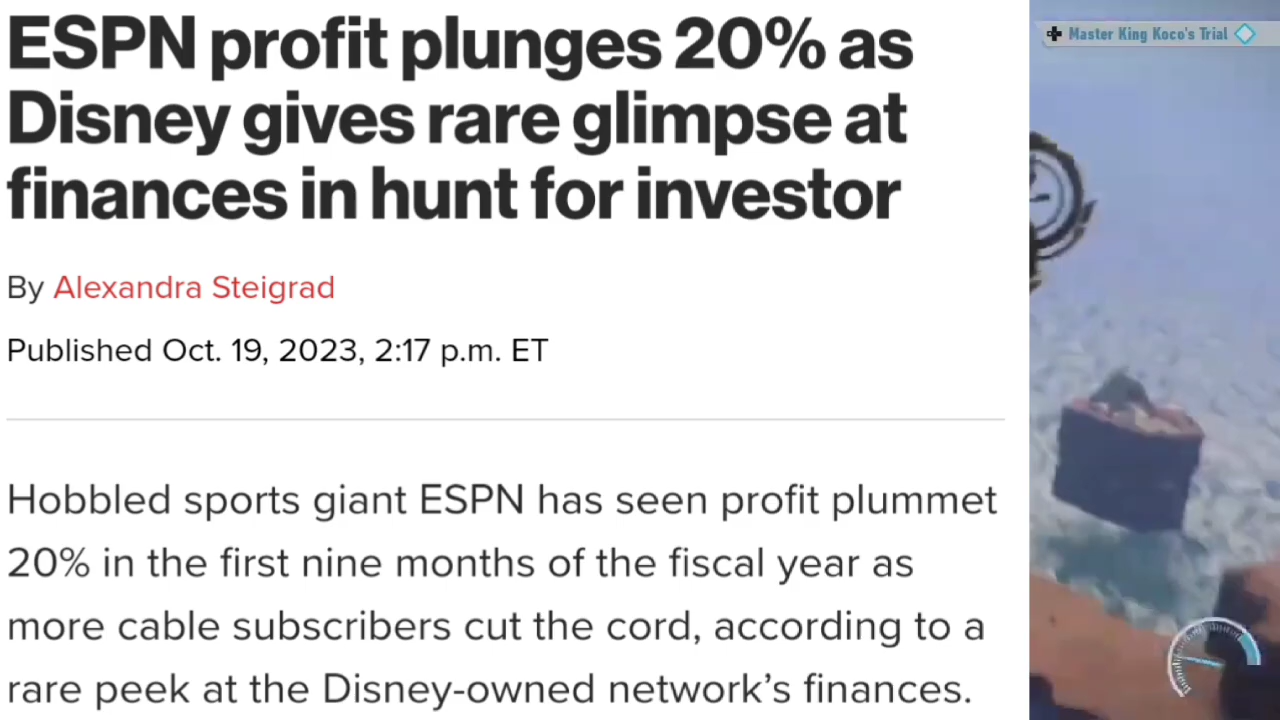 ESPN profit plunges 20% as
Disney gives rare glimpse at
finances in hunt for investor
By Alexandra Steigrad
Published Oct. 19, 2023, 2:17 p.m. ET
Hobbled sports giant ESPN has seen profit plummet
20% in the first nine months of the fiscal year as
more cable subscribers cut the cord, according to a
rare peek at the Disney-owned network’s finances.
Master King Koco's Trial